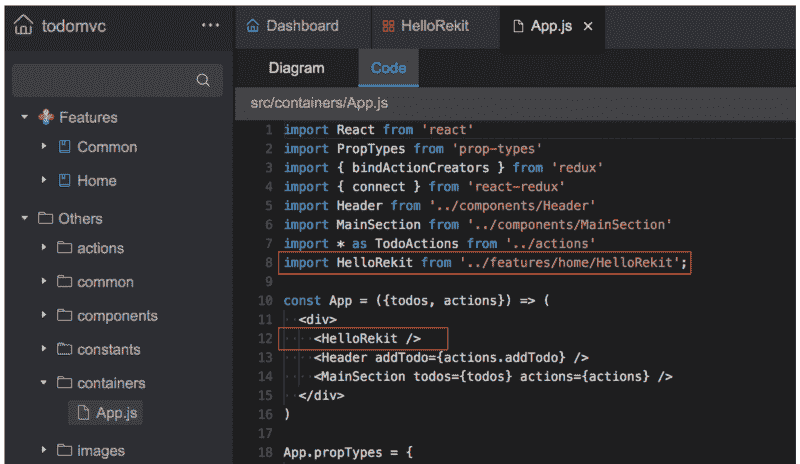 todomvc ...
Features
Common
Home
Others
actions
common
components
constants
containers
App.js
images
Dashboard HelloRekit App.js ×
Diagram Code
src/containers/App.js
1 import React from 'react'
2 import PropTypes from 'prop-types'
3 import { bindActionCreators } from 'redux'
4 import { connect } from 'react-redux'
5 import Header from '../components/Header'
6 import MainSection from '../components/MainSection'
7 import * as TodoActions from '../actions'
8 import HelloRekit from '../features/home/HelloRekit';
9
10 const App = ({todos, actions}) => (
11 <div>
12 <HelloRekit />
13 <Header addTodo={actions.addTodo} />
14 <MainSection todos={todos} actions={actions} />
15 </div>
16 )
17
18 App.propTypes = {